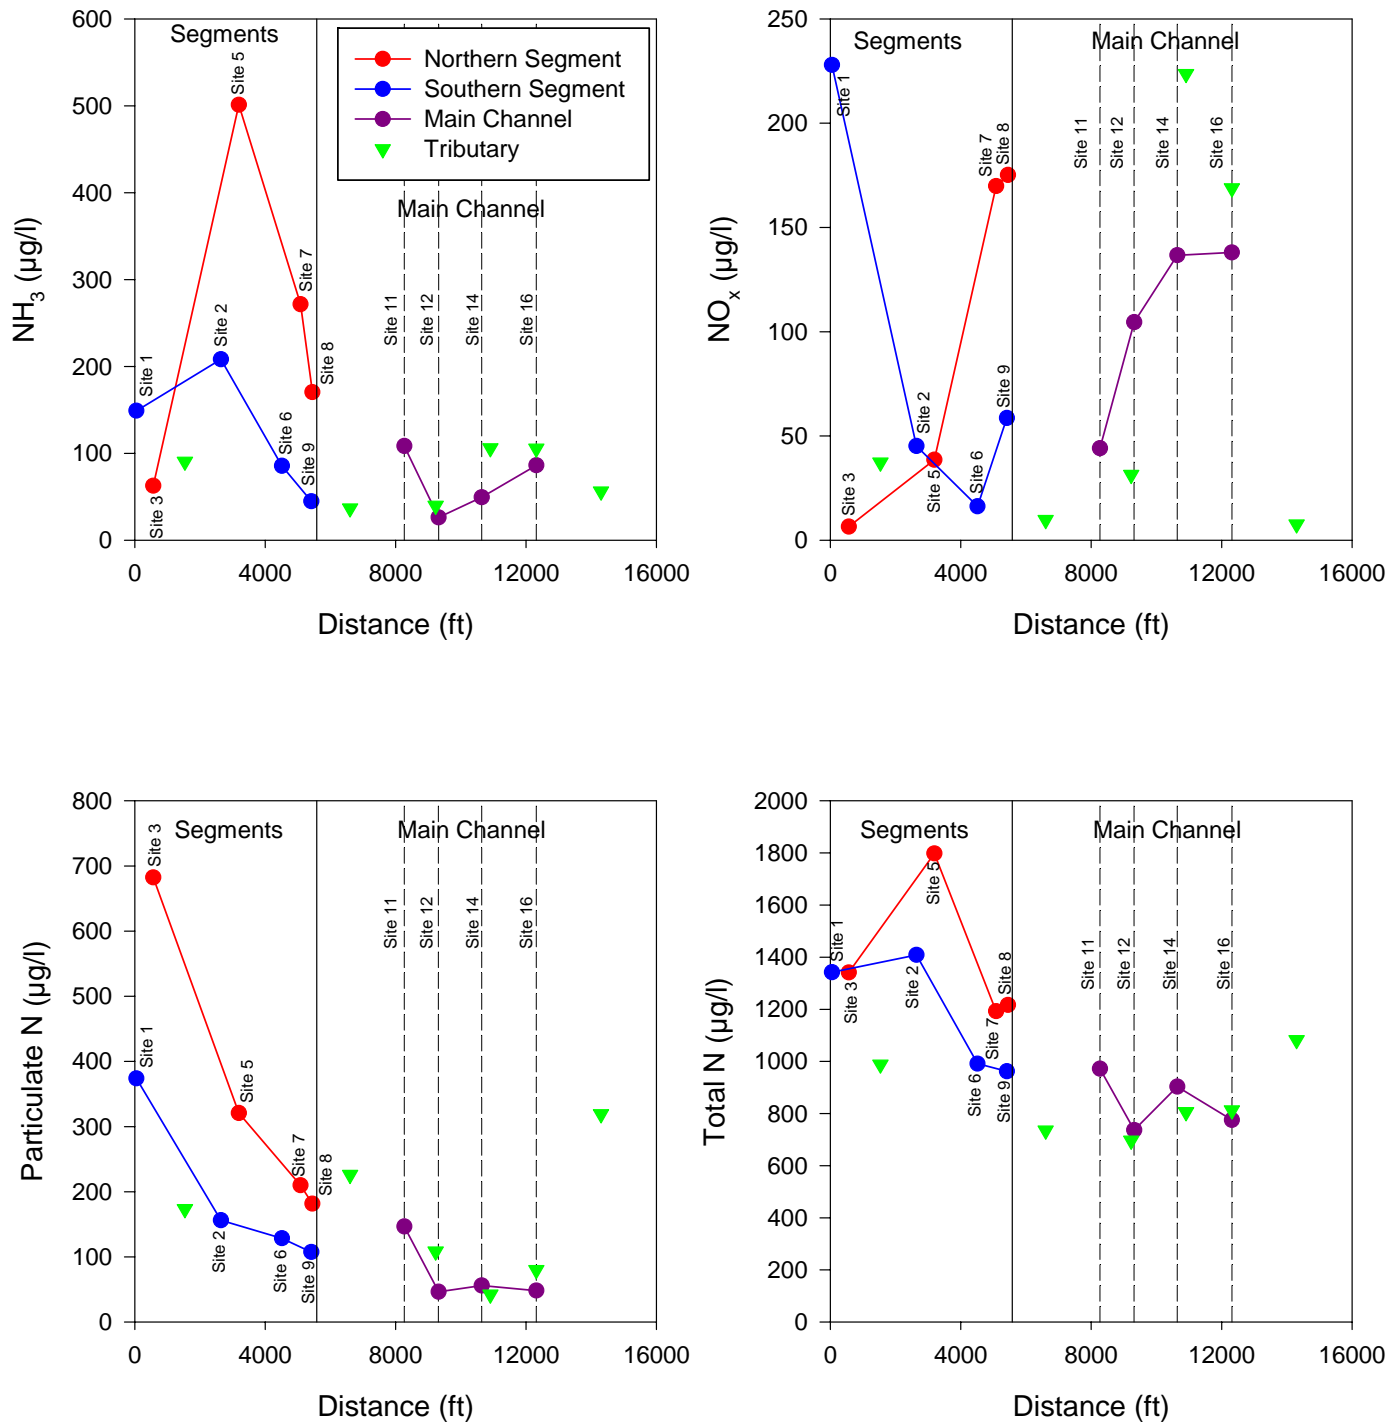 600
500
400
300
200
100
0
NH3 (µg/l)
Segments
Northern Segment
Southern Segment
Main Channel
Tributary
Main Channel
Site 1
Site 3
Site 2
Site 5
Site 6
Site 7
Site 9
Site 8
Site 11
Site 12
Site 14
Site 16
0 4000 8000 12000 16000
Distance (ft)
250
200
150
100
50
0
NOx (µg/l)
Segments
Main Channel
Site 1
Site 3
Site 2
Site 5
Site 6
Site 7
Site 8
Site 9
Site 11
Site 12
Site 14
Site 16
0 4000 8000 12000 16000
Distance (ft)
800
700
600
500
400
300
200
100
0
Particulate N (µg/l)
Segments
Main Channel
Site 1
Site 3
Site 2
Site 5
Site 6
Site 7
Site 9
Site 8
Site 11
Site 12
Site 14
Site 16
0 4000 8000 12000 16000
Distance (ft)
2000
1800
1600
1400
1200
1000
800
600
400
200
0
Total N (µg/l)
Segments
Main Channel
Site 1
Site 3
Site 2
Site 5
Site 6
Site 7
Site 8
Site 9
Site 11
Site 12
Site 14
Site 16
0 4000 8000 12000 16000
Distance (ft)